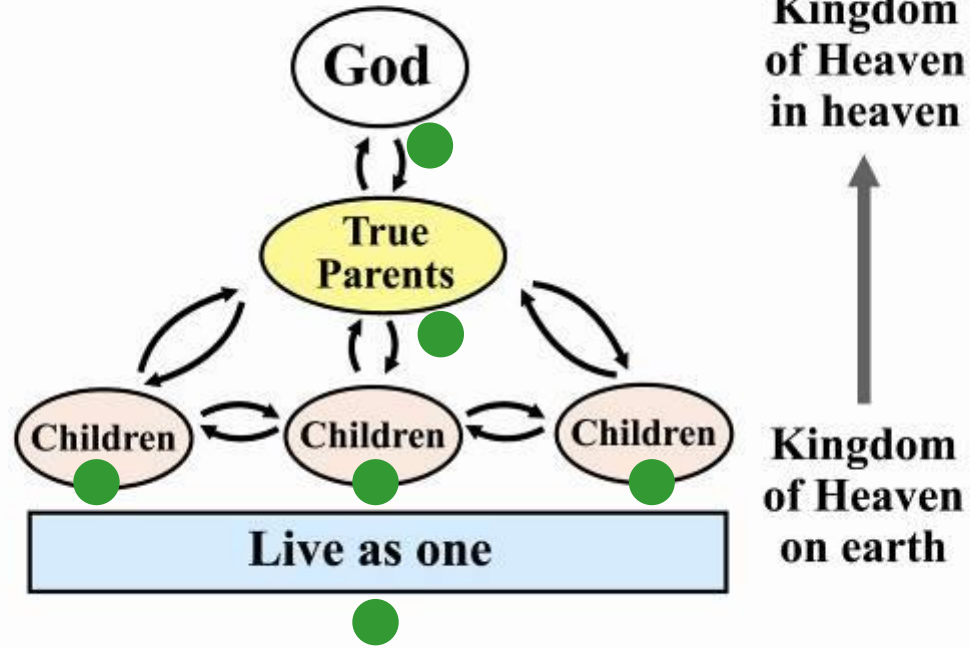 God
Kingdom
of Heaven
in heaven
True
Parents
Children
Children
Children
Kingdom
of Heaven
on earth
Live as one